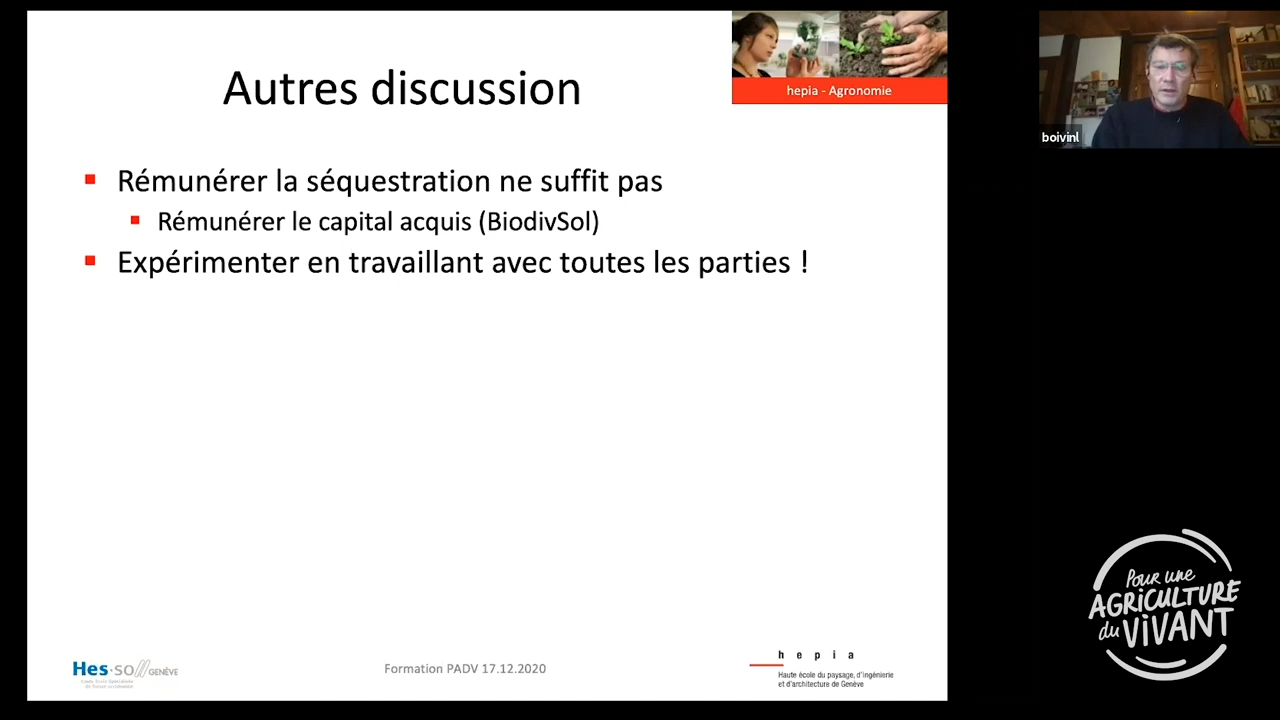 Autres discussion
hepia - Agronomie
boivinl
Rémunérer la séquestration ne suffit pas
Rémunérer le capital acquis (BiodivSol)
Expérimenter en travaillant avec toutes les parties !
Pour une
AGRICULTURE
du VIVANT
Hes·so GENÈVE
Formation PADV 17.12.2020
hepia
Haute école du paysage, d'ingénierie
et d'architecture de Genève